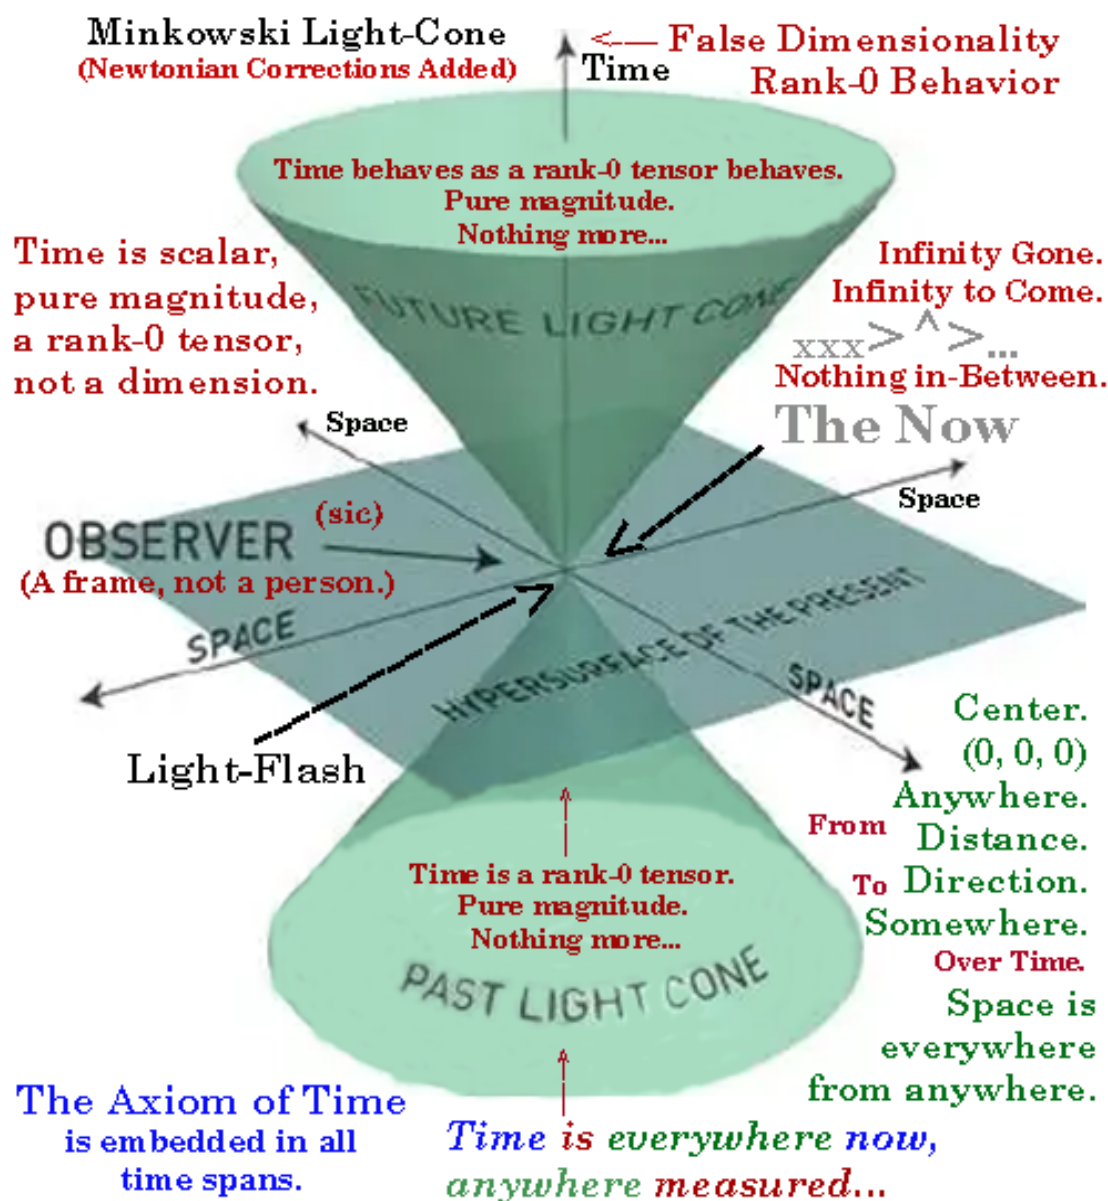 Minkowski Light-Cone
(Newtonian Corrections Added)
<— False Dimensionality
Rank-0 Behavior
Time
Time behaves as a rank-0 tensor behaves.
Pure magnitude.
Nothing more...
Time is scalar,
pure magnitude,
a rank-0 tensor,
not a dimension.
FUTURE LIGHT CONE
Infinity Gone.
Infinity to Come.
xxx> ^ >...
Nothing in-Between.
The Now
Space
Space
OBSERVER (sic)
(A frame, not a person.)
SPACE
HYPERSURFACE OF THE PRESENT
SPACE
Light-Flash
Center.
(0, 0, 0)
Anywhere.
From
Distance.
To Direction.
Somewhere.
Over Time.
Space is
everywhere
from anywhere.
Time is a rank-0 tensor.
Pure magnitude.
Nothing more...
PAST LIGHT CONE
The Axiom of Time
is embedded in all
time spans.
Time is everywhere now,
anywhere measured...